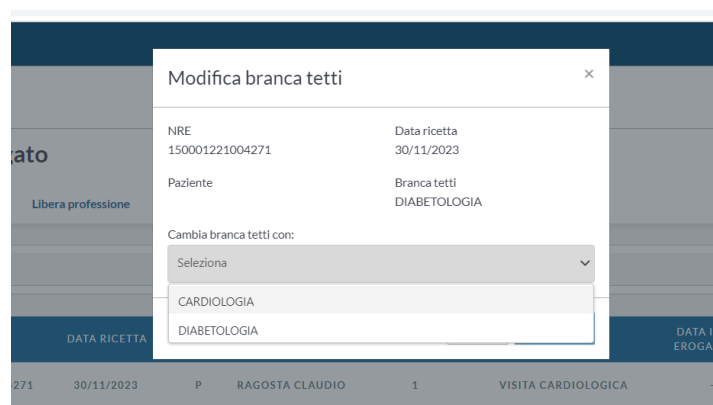 Modifica branca tetti ×
NRE Data ricetta
150001221004271 30/11/2023
Paziente Branca tetti
DIABETOLOGIA
Cambia branca tetti con:
Seleziona
CARDIOLOGIA
DIABETOLOGIA
gato
Libera professione
DATA RICETTA DATA I
EROGA
271 30/11/2023 P RAGOSTA CLAUDIO 1 VISITA CARDIOLOGICA -